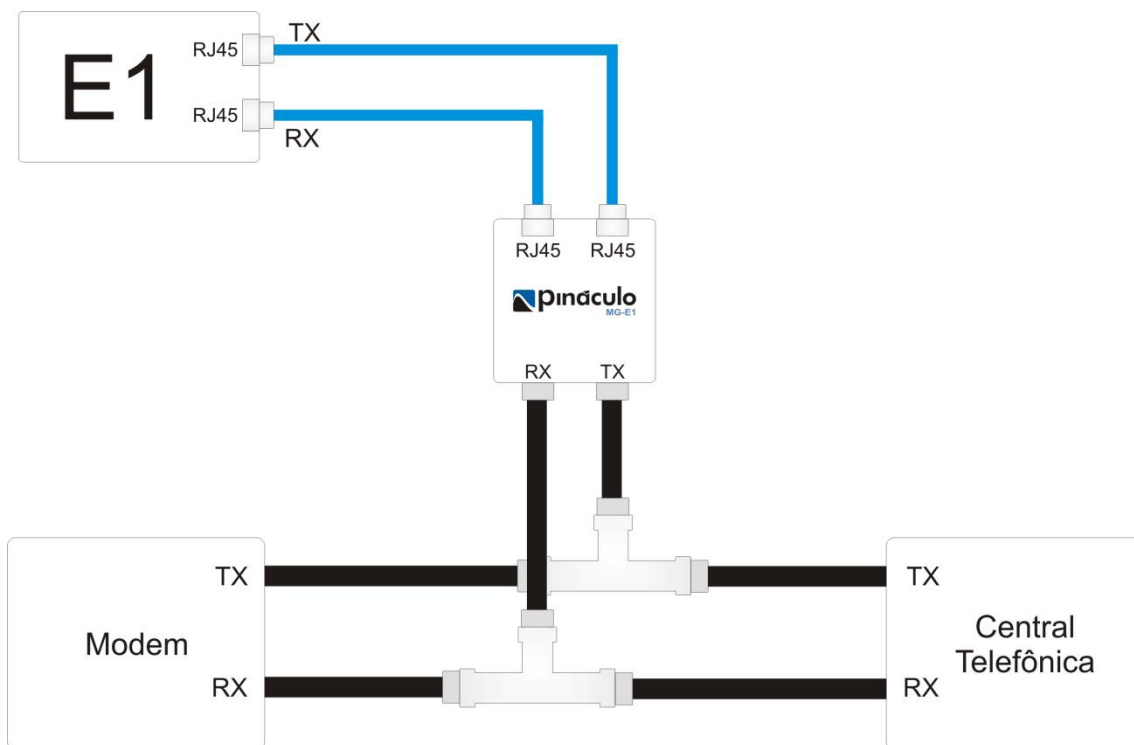 TX
RJ45
E1
RJ45
RX
RJ45 RJ45
pináculo
MG-E1
RX TX
TX
Modem
RX
TX
Central
Telefônica
RX